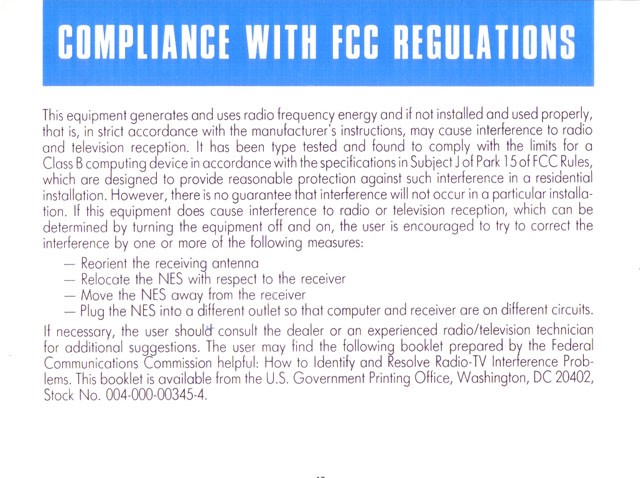 COMPLIANCE WITH FCC REGULATIONS
This equipment generates and uses radio frequency energy and if not installed and used properly,
that is, in strict accordance with the manufacturer's instructions, may cause interference to radio
and television reception. It has been type tested and found to comply with the limits for a
Class B computing device in accordance with the specifications in Subject J of Park 15 of FCC Rules,
which are designed to provide reasonable protection against such interference in a residential
installation. However, there is no guarantee that interference will not occur in a particular installa-
tion. If this equipment does cause interference to radio or television reception, which can be
determined by turning the equipment off and on, the user is encouraged to try to correct the
interference by one or more of the following measures:
— Reorient the receiving antenna
— Relocate the NES with respect to the receiver
— Move the NES away from the receiver
— Plug the NES into a different outlet so that computer and receiver are on different circuits.
If necessary, the user should consult the dealer or an experienced radio/television technician
for additional suggestions. The user may find the following booklet prepared by the Federal
Communications Commission helpful: How to Identify and Resolve Radio-TV Interference Prob-
lems. This booklet is available from the U.S. Government Printing Office, Washington, DC 20402,
Stock No. 004-000-00345-4.